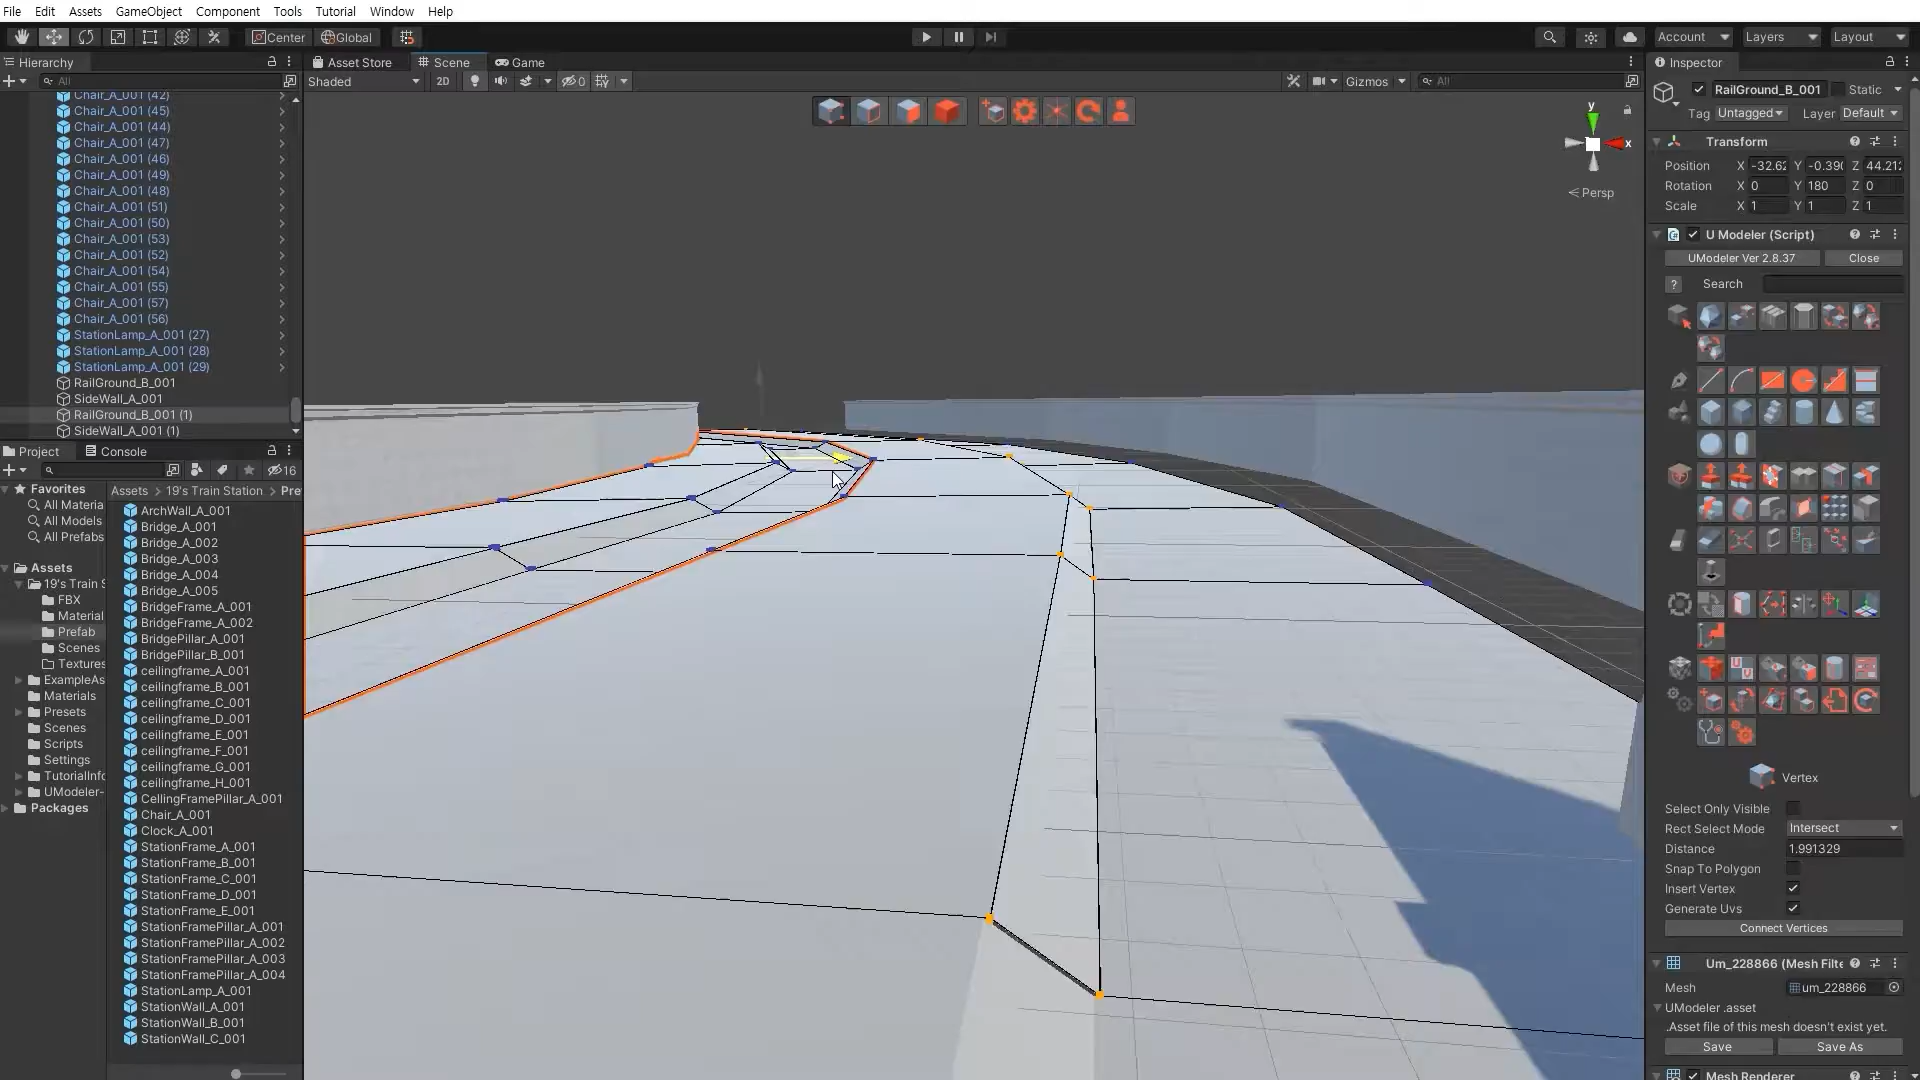 File Edit Assets GameObject Component Tools Tutorial Window Help
Center Global Account Layers Layout
Hierarchy Asset Store Scene Game Inspector
All Shaded 2D 0 Gizmos All
RailGround_B_001 Static
Tag Untagged Layer Default
Chair_A_001 (42)
Chair_A_001 (45)
Chair_A_001 (44)
Chair_A_001 (47)
Chair_A_001 (46)
Chair_A_001 (49)
Chair_A_001 (48)
Chair_A_001 (51)
Chair_A_001 (50)
Chair_A_001 (53)
Chair_A_001 (52)
Chair_A_001 (54)
Chair_A_001 (55)
Chair_A_001 (57)
Chair_A_001 (56)
StationLamp_A_001 (27)
StationLamp_A_001 (28)
StationLamp_A_001 (29)
RailGround_B_001
SideWall_A_001
RailGround_B_001 (1)
SideWall_A_001 (1)
y
x
Persp
Project Console
16
Favorites
All Materia
All Models
All Prefabs
Assets
19's Train S
FBX
Material
Prefab
Scenes
Textures
ExampleAs
Materials
Presets
Scenes
Scripts
Settings
TutorialInfo
UModeler-
Packages
Assets > 19's Train Station > Pre
ArchWall_A_001
Bridge_A_001
Bridge_A_002
Bridge_A_003
Bridge_A_004
Bridge_A_005
BridgeFrame_A_001
BridgeFrame_A_002
BridgePillar_A_001
BridgePillar_B_001
ceilingframe_A_001
ceilingframe_B_001
ceilingframe_C_001
ceilingframe_D_001
ceilingframe_E_001
ceilingframe_F_001
ceilingframe_G_001
ceilingframe_H_001
CellingFramePillar_A_001
Chair_A_001
Clock_A_001
StationFrame_A_001
StationFrame_B_001
StationFrame_C_001
StationFrame_D_001
StationFrame_E_001
StationFramePillar_A_001
StationFramePillar_A_002
StationFramePillar_A_003
StationFramePillar_A_004
StationLamp_A_001
StationWall_A_001
StationWall_B_001
StationWall_C_001
Transform
Position X -32.62 Y -0.390 Z 44.212
Rotation X 0 Y 180 Z 0
Scale X 1 Y 1 Z 1
U Modeler (Script)
UModeler Ver 2.8.37 Close
? Search
Vertex
Select Only Visible
Rect Select Mode Intersect
Distance 1.991329
Snap To Polygon
Insert Vertex
Generate Uvs
Connect Vertices
Um_228866 (Mesh Filte
Mesh um_228866
UModeler .asset
.Asset file of this mesh doesn't exist yet.
Save Save As
Mesh Renderer